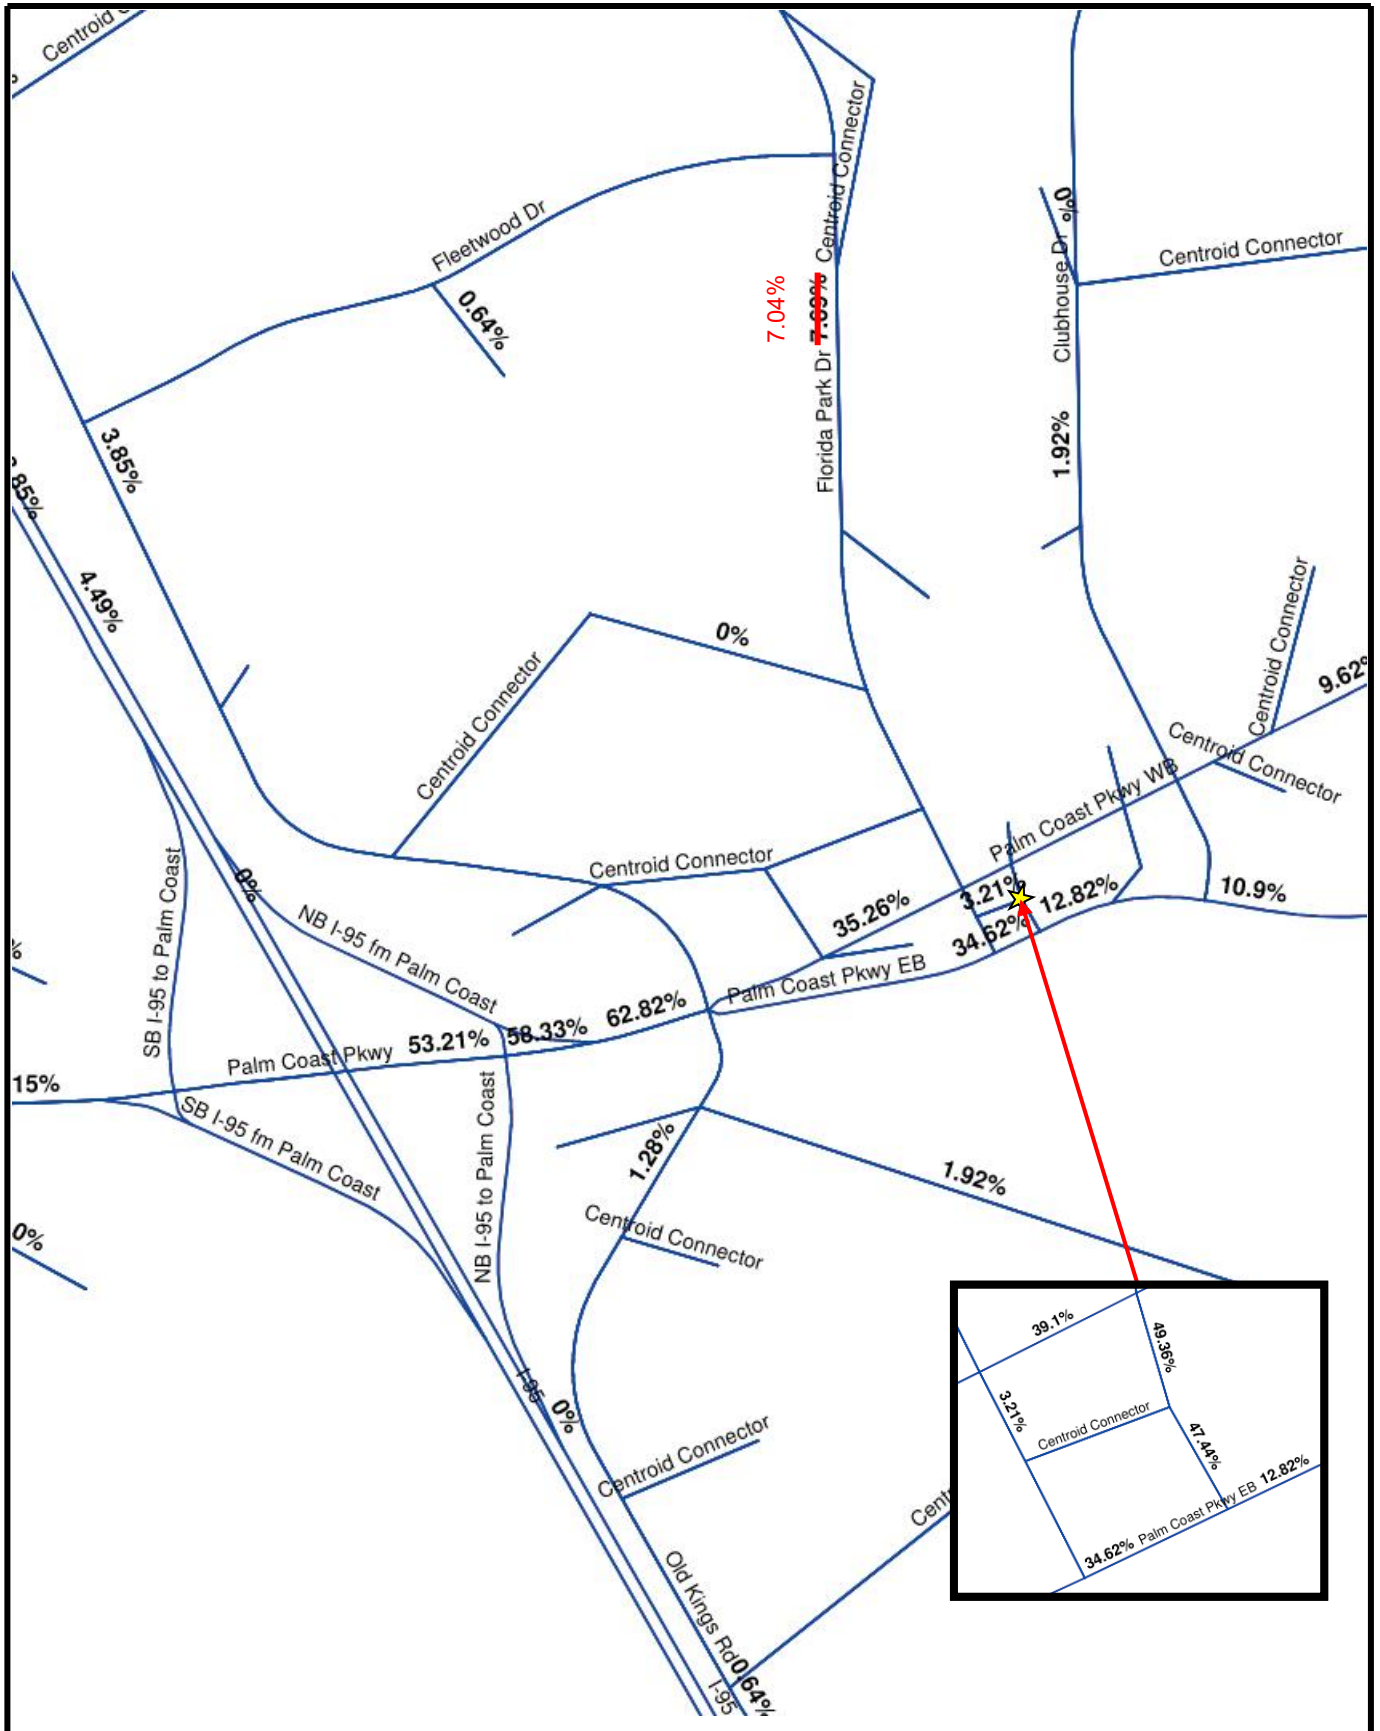 Centroid
Centroid Connector
Fleetwood Dr
0.64%
7.04%
Florida Park Dr
Clubhouse Dr
0%
Centroid Connector
1.92%
3.85%
.85%
4.49%
0%
Centroid Connector
Centroid Connector
9.62%
Centroid Connector
Palm Coast Pkwy WB
Centroid Connector
35.26%
3.21%
12.82%
10.9%
34.62%
Palm Coast Pkwy EB
SB I-95 to Palm Coast
0%
NB I-95 fm Palm Coast
62.82%
58.33%
53.21%
Palm Coast Pkwy
%
15%
SB I-95 fm Palm Coast
NB I-95 to Palm Coast
1.28%
1.92%
Centroid Connector
0%
I-95
0%
Centroid Connector
Old Kings Rd
0.64%
I-95
Cent
39.1%
49.36%
3.21%
Centroid Connector
47.44%
34.62%
Palm Coast Pkwy EB
12.82%